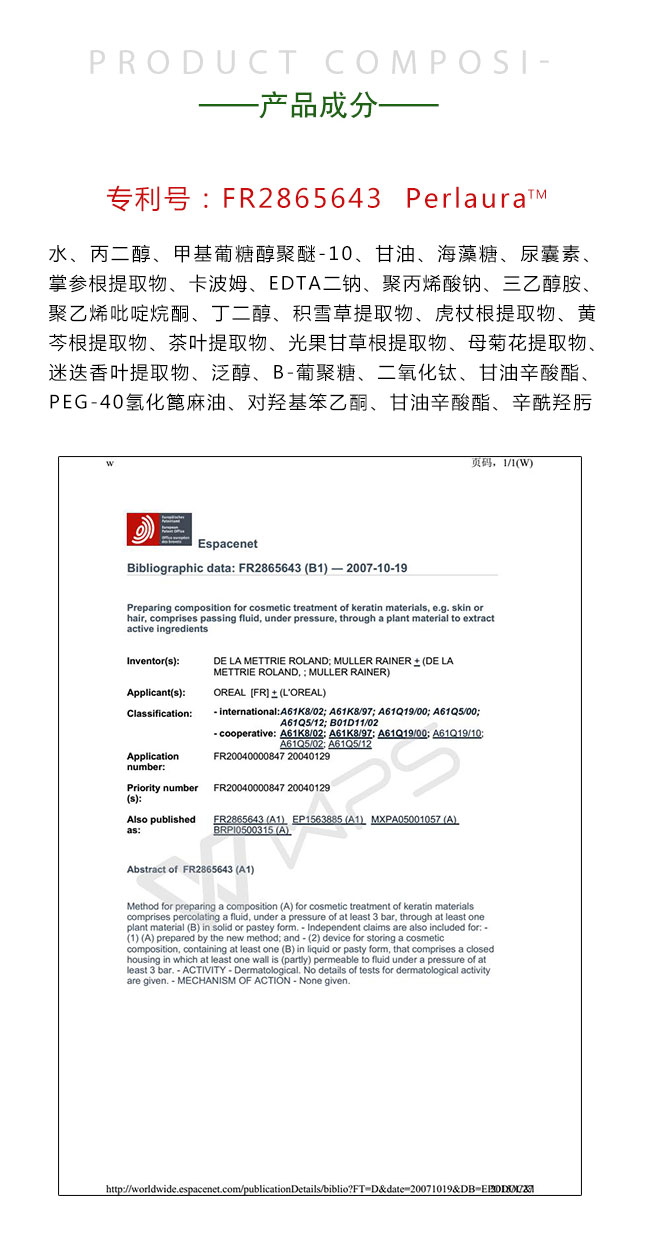 PRODUCT COMPOSI-
——产品成分——
专利号：FR2865643 Perlaura™
水、丙二醇、甲基葡糖醇聚醚-10、甘油、海藻糖、尿囊素、
掌参根提取物、卡波姆、EDTA二钠、聚丙烯酸钠、三乙醇胺、
聚乙烯吡啶烷酮、丁二醇、积雪草提取物、虎杖根提取物、黄
芩根提取物、茶叶提取物、光果甘草根提取物、母菊花提取物、
迷迭香叶提取物、泛醇、B-葡聚糖、二氧化钛、甘油辛酸酯、
PEG-40氢化篦麻油、对羟基笨乙酮、甘油辛酸酯、辛酰羟肟
w 页码，1/1(W)
Europäisches
Patentamt
European
Patent Office
Office européen
des brevets
Espacenet
Bibliographic data: FR2865643 (B1) — 2007-10-19
Preparing composition for cosmetic treatment of keratin materials, e.g. skin or
hair, comprises passing fluid, under pressure, through a plant material to extract
active ingredients
Inventor(s): DE LA METTRIE ROLAND; MULLER RAINER + (DE LA
METTRIE ROLAND, ; MULLER RAINER)
Applicant(s): OREAL [FR] + (L'OREAL)
Classification: - international:A61K8/02; A61K8/97; A61Q19/00; A61Q5/00;
A61Q5/12; B01D11/02
- cooperative: A61K8/02; A61K8/97; A61Q19/00; A61Q19/10;
A61Q5/02; A61Q5/12
Application FR20040000847 20040129
number:
Priority number FR20040000847 20040129
(s):
Also published FR2865643 (A1) EP1563885 (A1) MXPA05001057 (A)
as: BRPI0500315 (A)
WPS
Abstract of FR2865643 (A1)
Method for preparing a composition (A) for cosmetic treatment of keratin materials
comprises percolating a fluid, under a pressure of at least 3 bar, through at least one
plant material (B) in solid or pastey form. - Independent claims are also included for: -
(1) (A) prepared by the new method; and - (2) device for storing a cosmetic
composition, containing at least one (B) in liquid or pasty form, that comprises a closed
housing in which at least one wall is (partly) permeable to fluid under a pressure of at
least 3 bar. - ACTIVITY - Dermatological. No details of tests for dermatological activity
are given. - MECHANISM OF ACTION - None given.
http://worldwide.espacenet.com/publicationDetails/biblio?FT=D&date=20071019&DB=